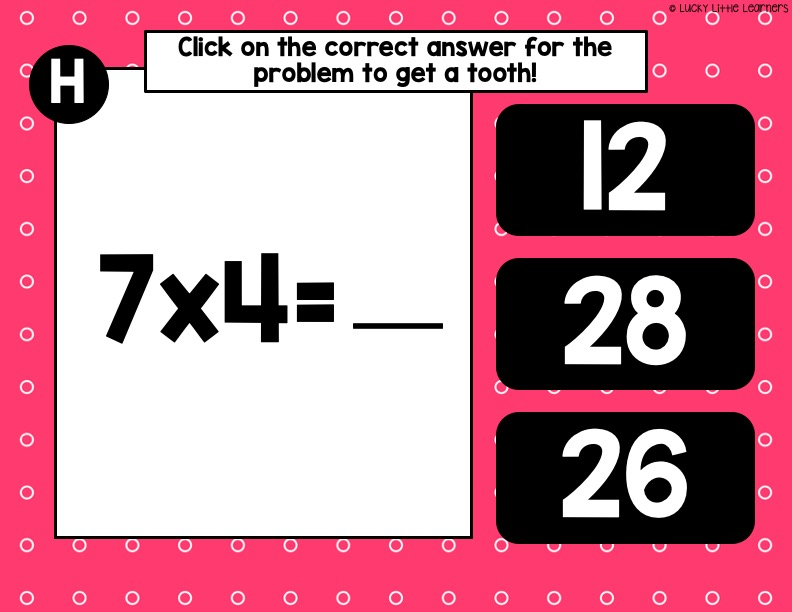 © Lucky Little Learners
Click on the correct answer for the
problem to get a tooth!
H
7x4= __
12
28
26